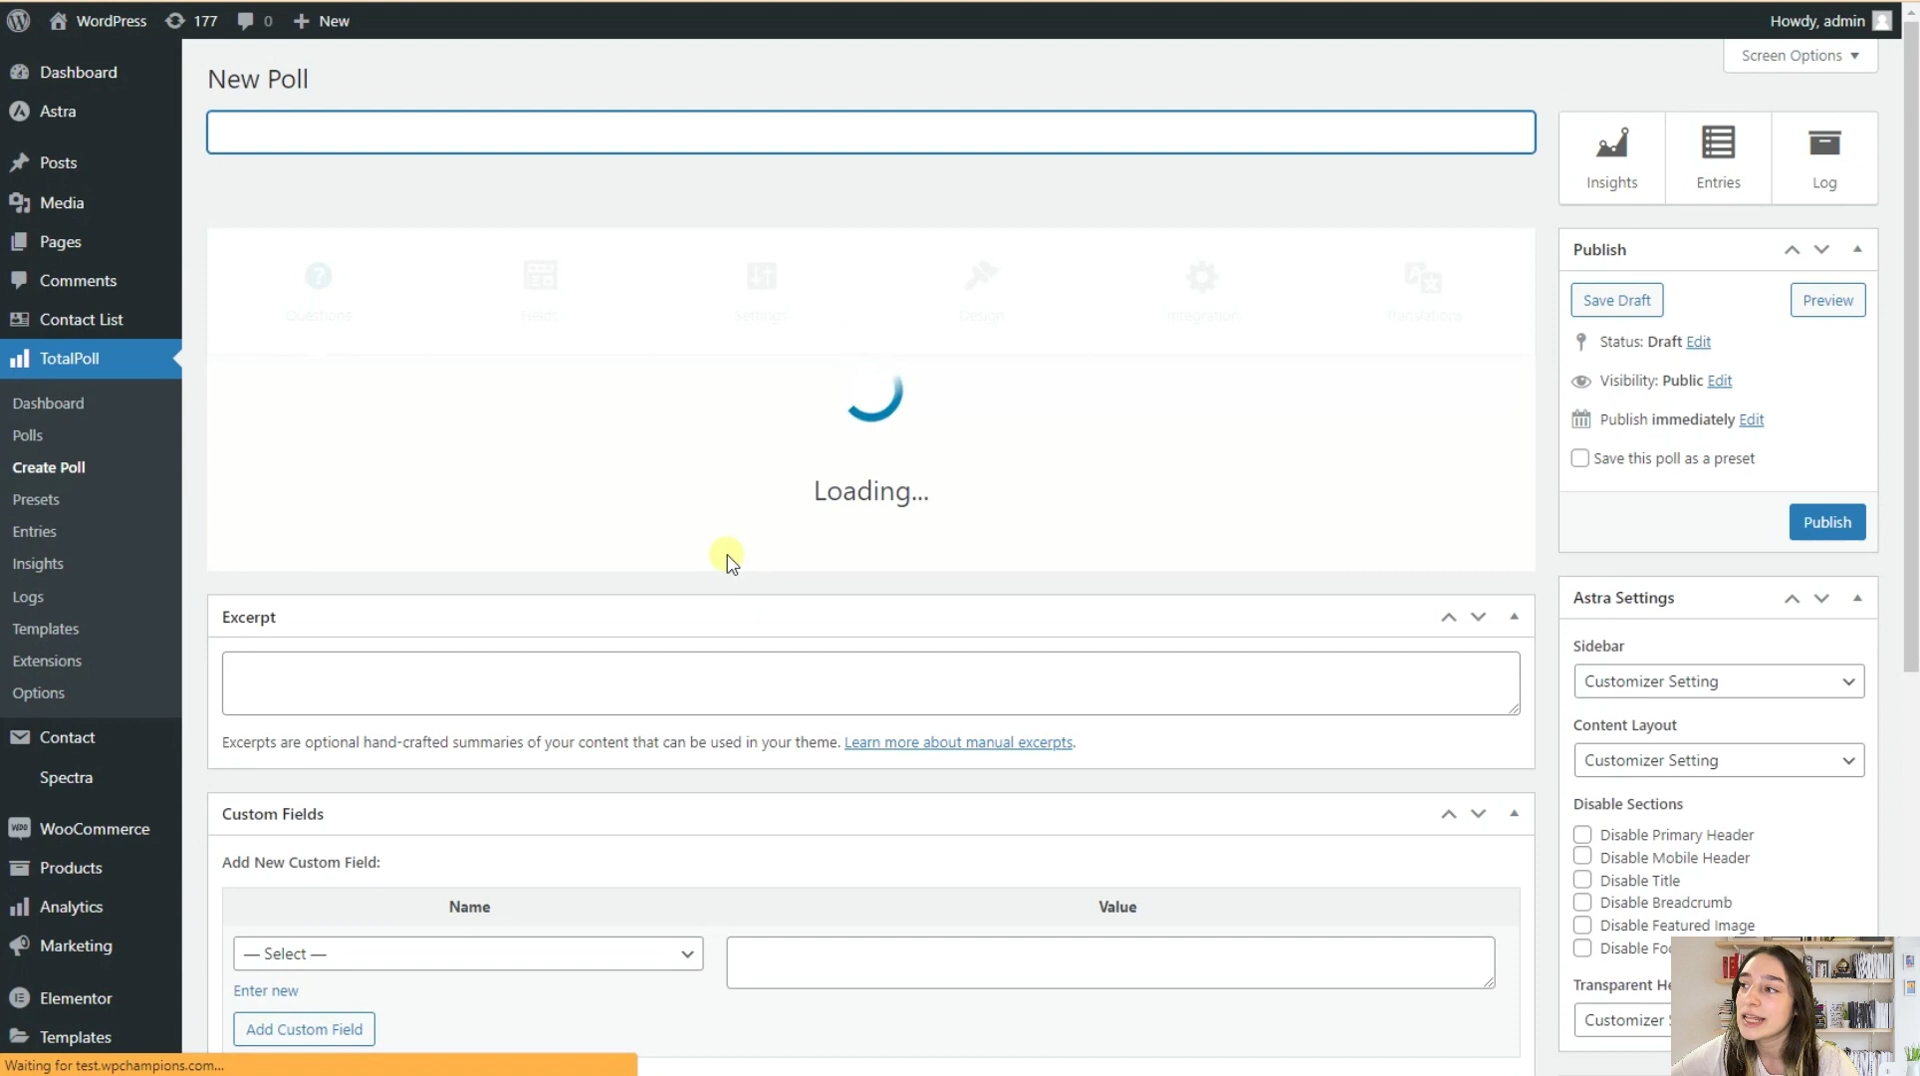 WordPress 177 0 New Howdy, admin
Screen Options
Dashboard
Astra
Posts
Media
Pages
Comments
Contact List
TotalPoll
Dashboard
Polls
Create Poll
Presets
Entries
Insights
Logs
Templates
Extensions
Options
Contact
Spectra
WooCommerce
Products
Analytics
Marketing
Elementor
Templates
New Poll
Questions Fields Settings Design Integration Translations
Loading...
Excerpt
Excerpts are optional hand-crafted summaries of your content that can be used in your theme. Learn more about manual excerpts.
Custom Fields
Add New Custom Field:
Name Value
— Select —
Enter new
Add Custom Field
Insights Entries Log
Publish
Save Draft Preview
Status: Draft Edit
Visibility: Public Edit
Publish immediately Edit
Save this poll as a preset
Publish
Astra Settings
Sidebar
Customizer Setting
Content Layout
Customizer Setting
Disable Sections
Disable Primary Header
Disable Mobile Header
Disable Title
Disable Breadcrumb
Disable Featured Image
Disable Fo
Transparent He
Customizer
Waiting for test.wpchampions.com...